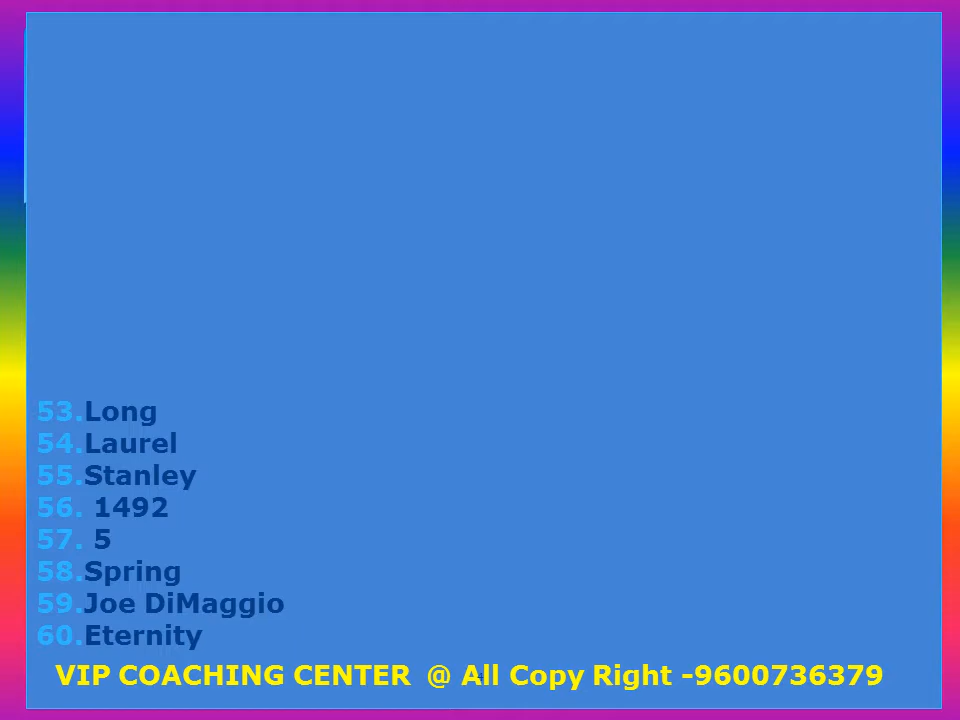 53.Long
54.Laurel
55.Stanley
56. 1492
57. 5
58.Spring
59.Joe DiMaggio
60.Eternity
VIP COACHING CENTER @ All Copy Right -9600736379